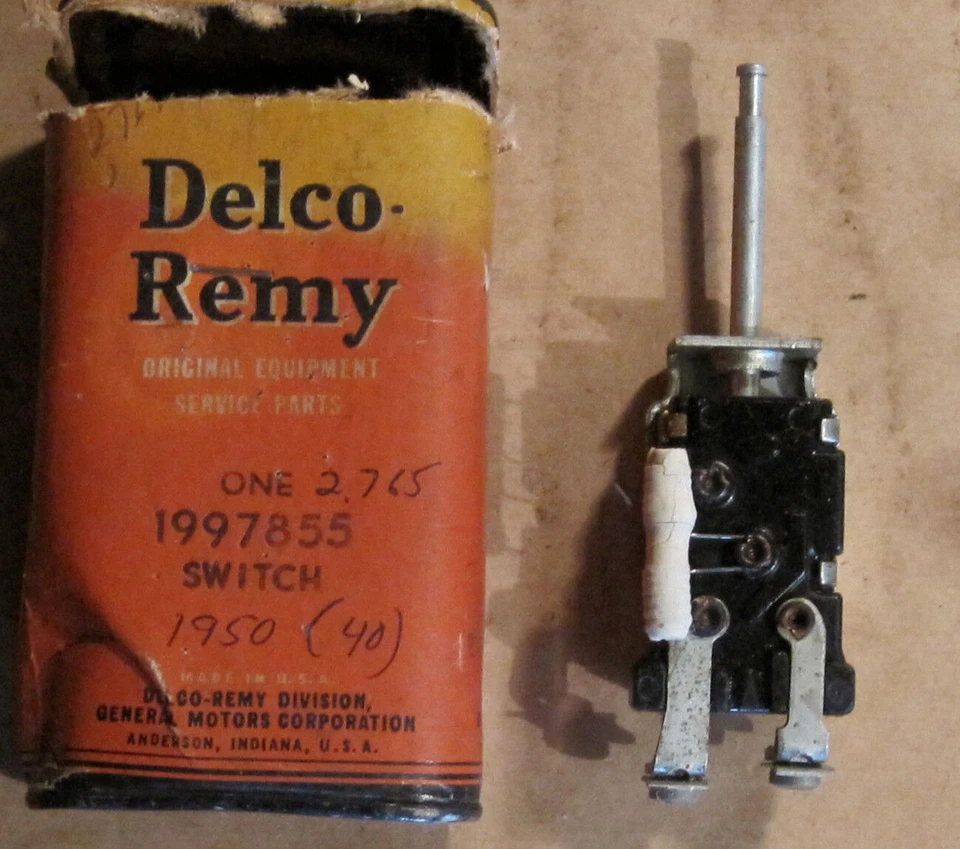 Delco-
Remy
ORIGINAL EQUIPMENT
SERVICE PARTS
ONE 2.765
1997855
SWITCH
1950 (40)
MADE IN U.S.A.
DELCO-REMY DIVISION,
GENERAL MOTORS CORPORATION
ANDERSON, INDIANA, U.S.A.